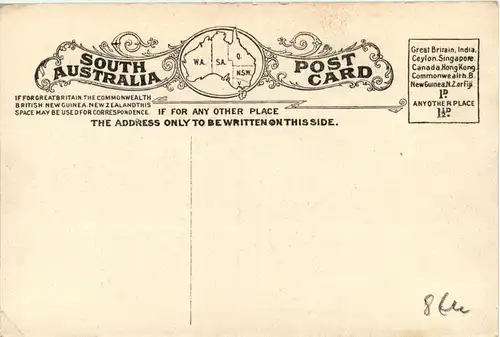 SOUTH
AUSTRALIA
W.A.
S.A.
Q.
N.S.W.
V.
POST
CARD
IF FOR GREAT BRITAIN. THE COMMONWEALTH
BRITISH NEW GUINEA. NEW ZEALAND THIS
SPACE MAY BE USED FOR CORRESPONDENCE.
IF FOR ANY OTHER PLACE
THE ADDRESS ONLY TO BE WRITTEN ON THIS SIDE.
Great Britain, India,
Ceylon, Singapore,
Canada, Hong Kong,
Commonwealth, B.
New Guinea, N.Z. or Fiji
1D
ANY OTHER PLACE
1½D